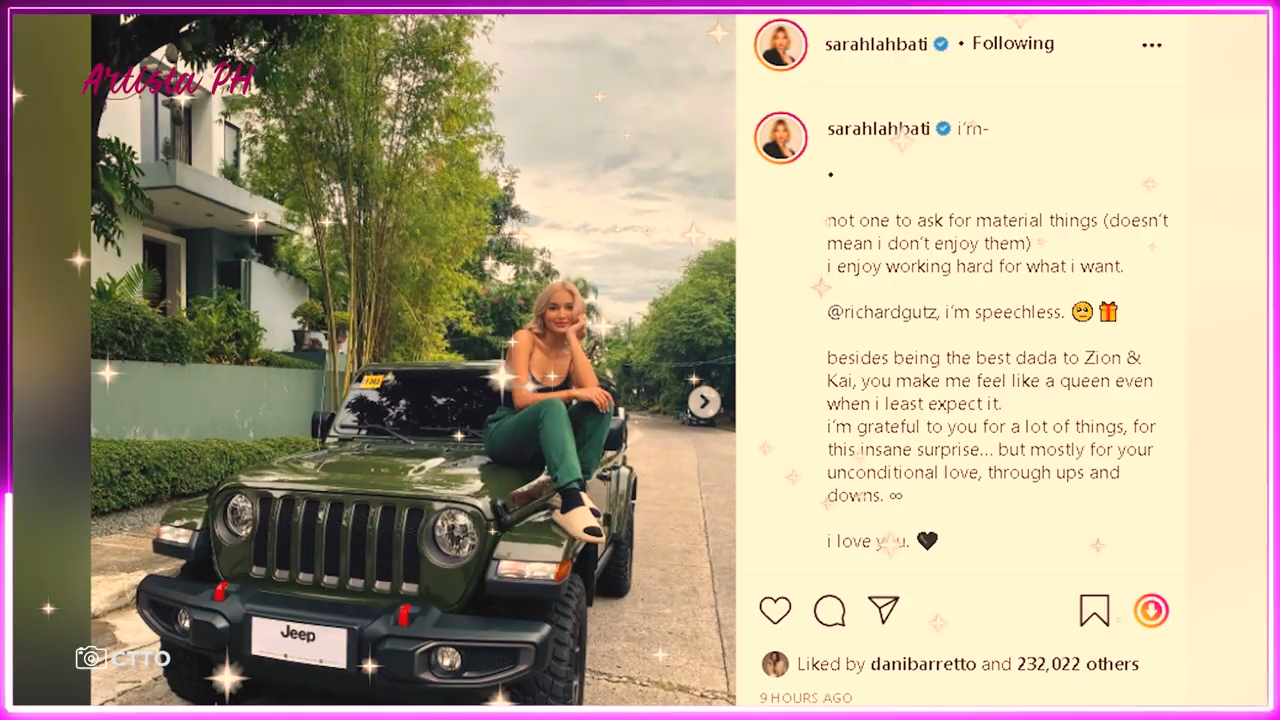 Artista PH
sarahlahbati • Following
sarahlahbati i'm-
•
not one to ask for material things (doesn't
mean i don't enjoy them)
i enjoy working hard for what i want.
@richardgutz, i'm speechless. 🥺🎁
besides being the best dada to Zion &
Kai, you make me feel like a queen even
when i least expect it.
i'm grateful to you for a lot of things, for
this insane surprise... but mostly for your
unconditional love, through ups and
downs. ∞
i love you. 🖤
Jeep
CTTO
Liked by danibarretto and 232,022 others
9 HOURS AGO